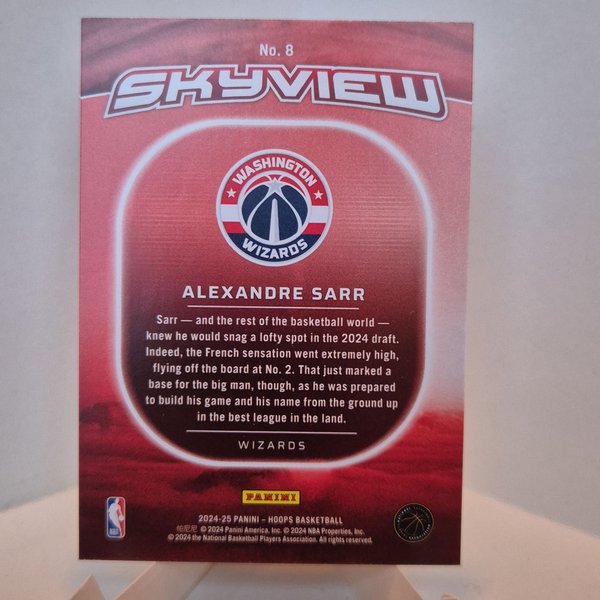 No. 8
SKYVIEW
WASHINGTON
WIZARDS
ALEXANDRE SARR
Sarr — and the rest of the basketball world —
knew he would snag a lofty spot in the 2024 draft.
Indeed, the French sensation went extremely high,
flying off the board at No. 2. That just marked a
base for the big man, though, as he was prepared
to build his game and his name from the ground up
in the best league in the land.
WIZARDS
PANINI
2024-25 PANINI – HOOPS BASKETBALL
帕尼尼 © 2024 Panini America, Inc. © 2024 NBA Properties, Inc.
© 2024 the National Basketball Players Association. All rights reserved.